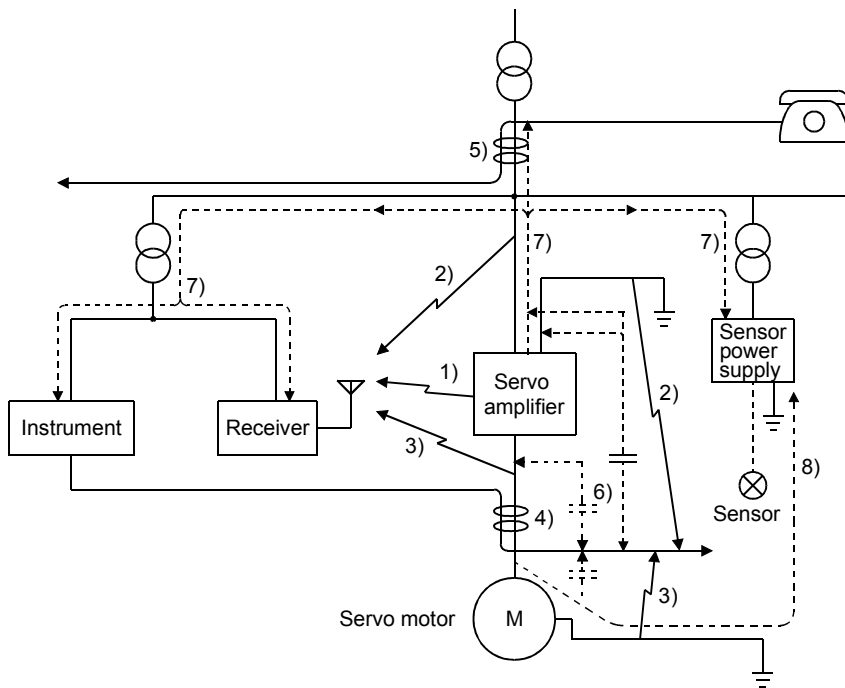 5)
7)
7)
2)
7)
Sensor
power
supply
1)
Servo
amplifier
2)
Instrument
Receiver
3)
6)
8)
4)
Sensor
3)
Servo motor
M